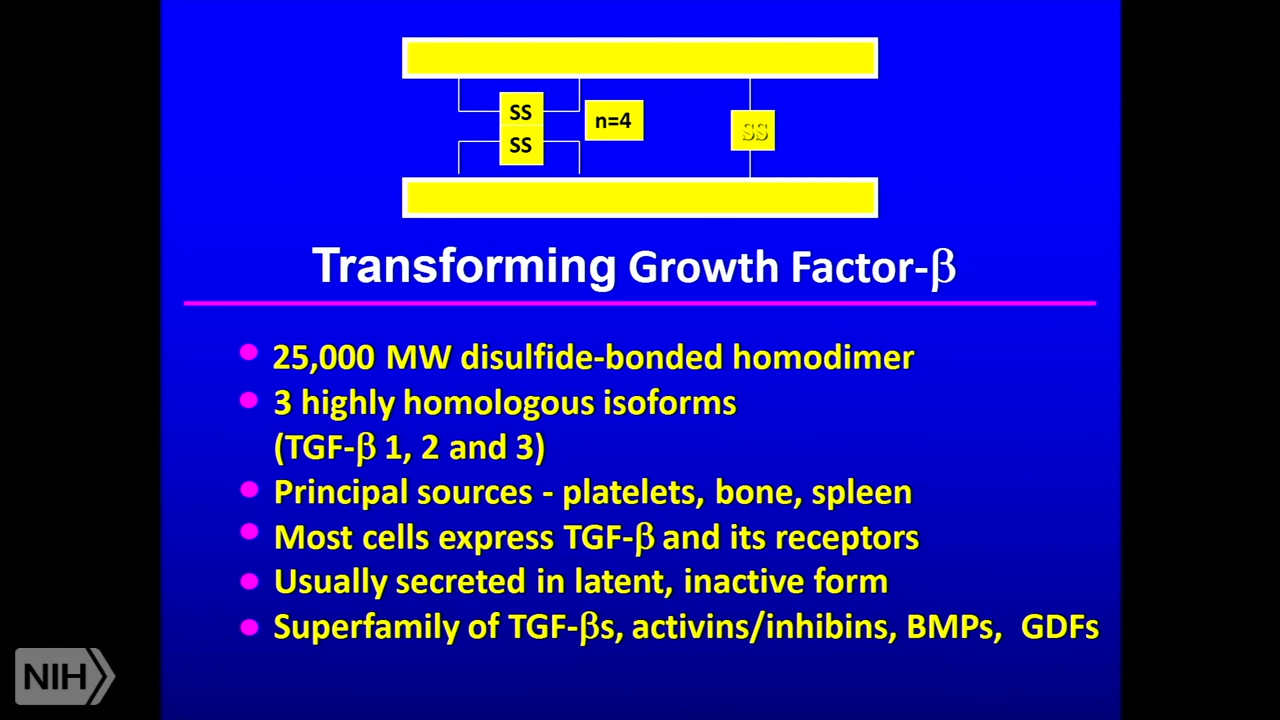 SS
SS
n=4
SS
Transforming Growth Factor-β
25,000 MW disulfide-bonded homodimer
3 highly homologous isoforms
(TGF-β 1, 2 and 3)
Principal sources - platelets, bone, spleen
Most cells express TGF-β and its receptors
Usually secreted in latent, inactive form
Superfamily of TGF-βs, activins/inhibins, BMPs, GDFs
NIH